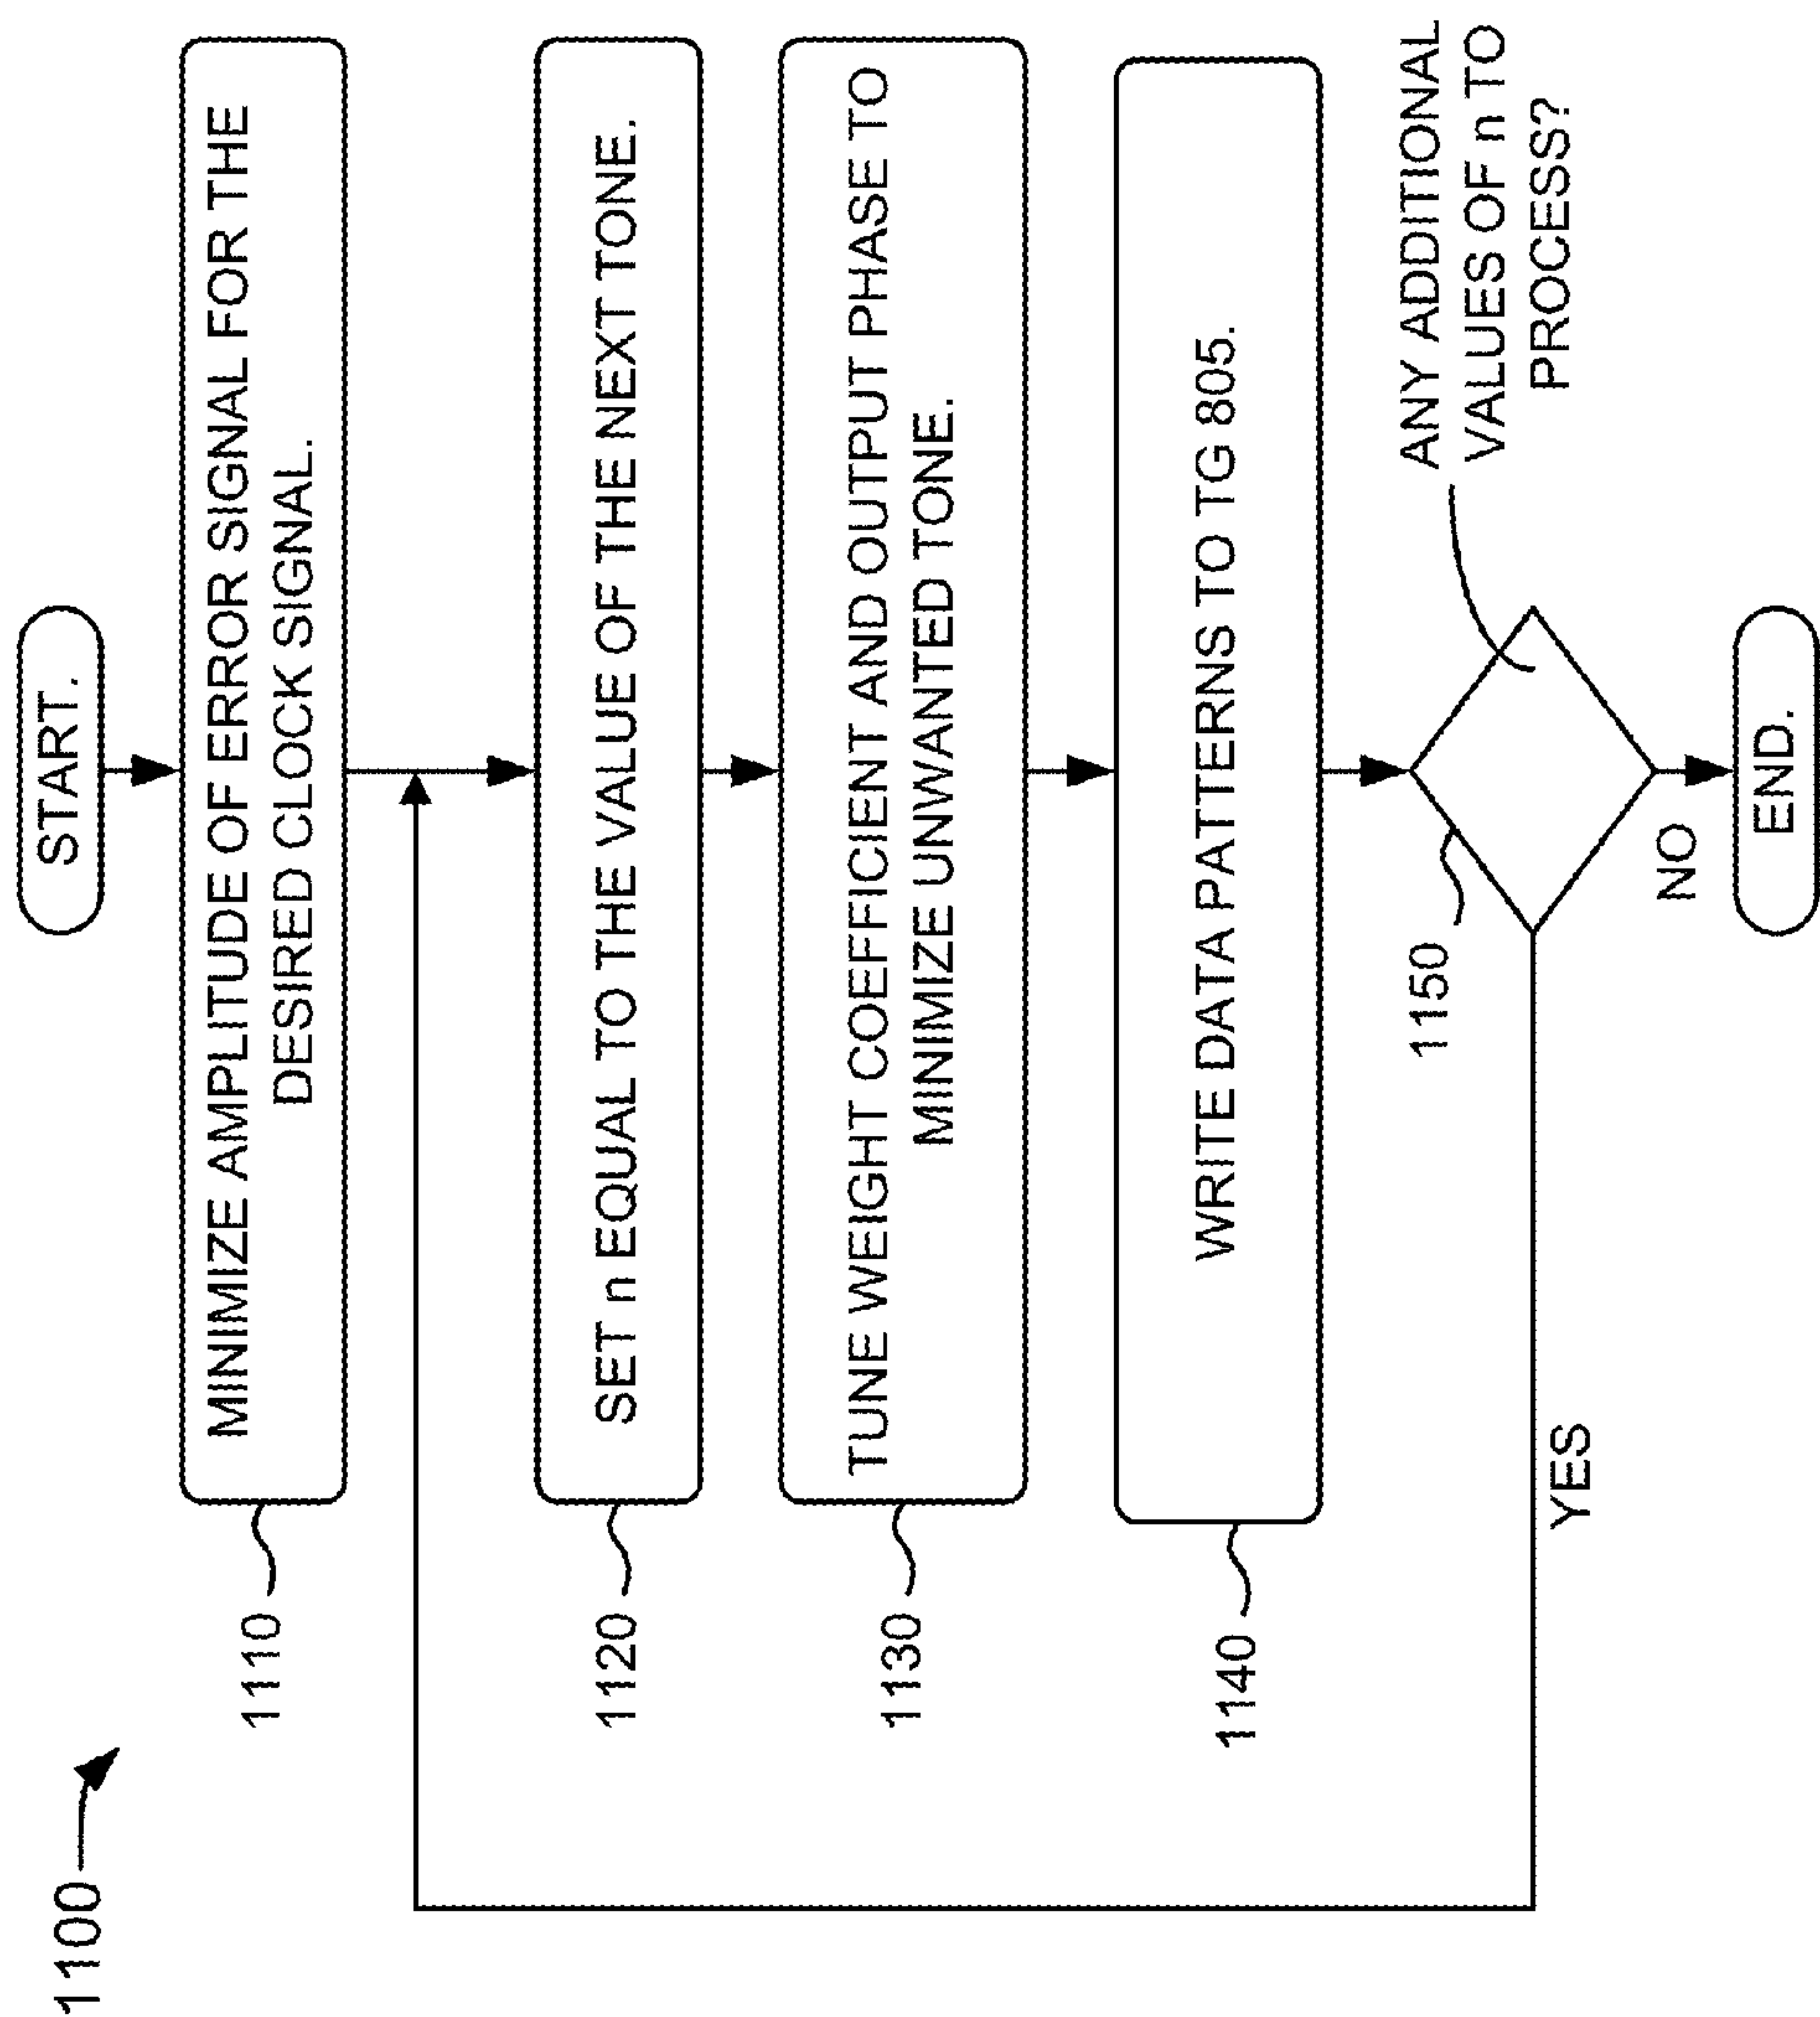 1100
START.
1110
MINIMIZE AMPLITUDE OF ERROR SIGNAL FOR THE
DESIRED CLOCK SIGNAL.
1120
SET n EQUAL TO THE VALUE OF THE NEXT TONE.
1130
TUNE WEIGHT COEFFICIENT AND OUTPUT PHASE TO
MINIMIZE UNWANTED TONE.
1140
WRITE DATA PATTERNS TO TG 805.
1150
ANY ADDITIONAL
VALUES OF n TO
PROCESS?
YES
NO
END.